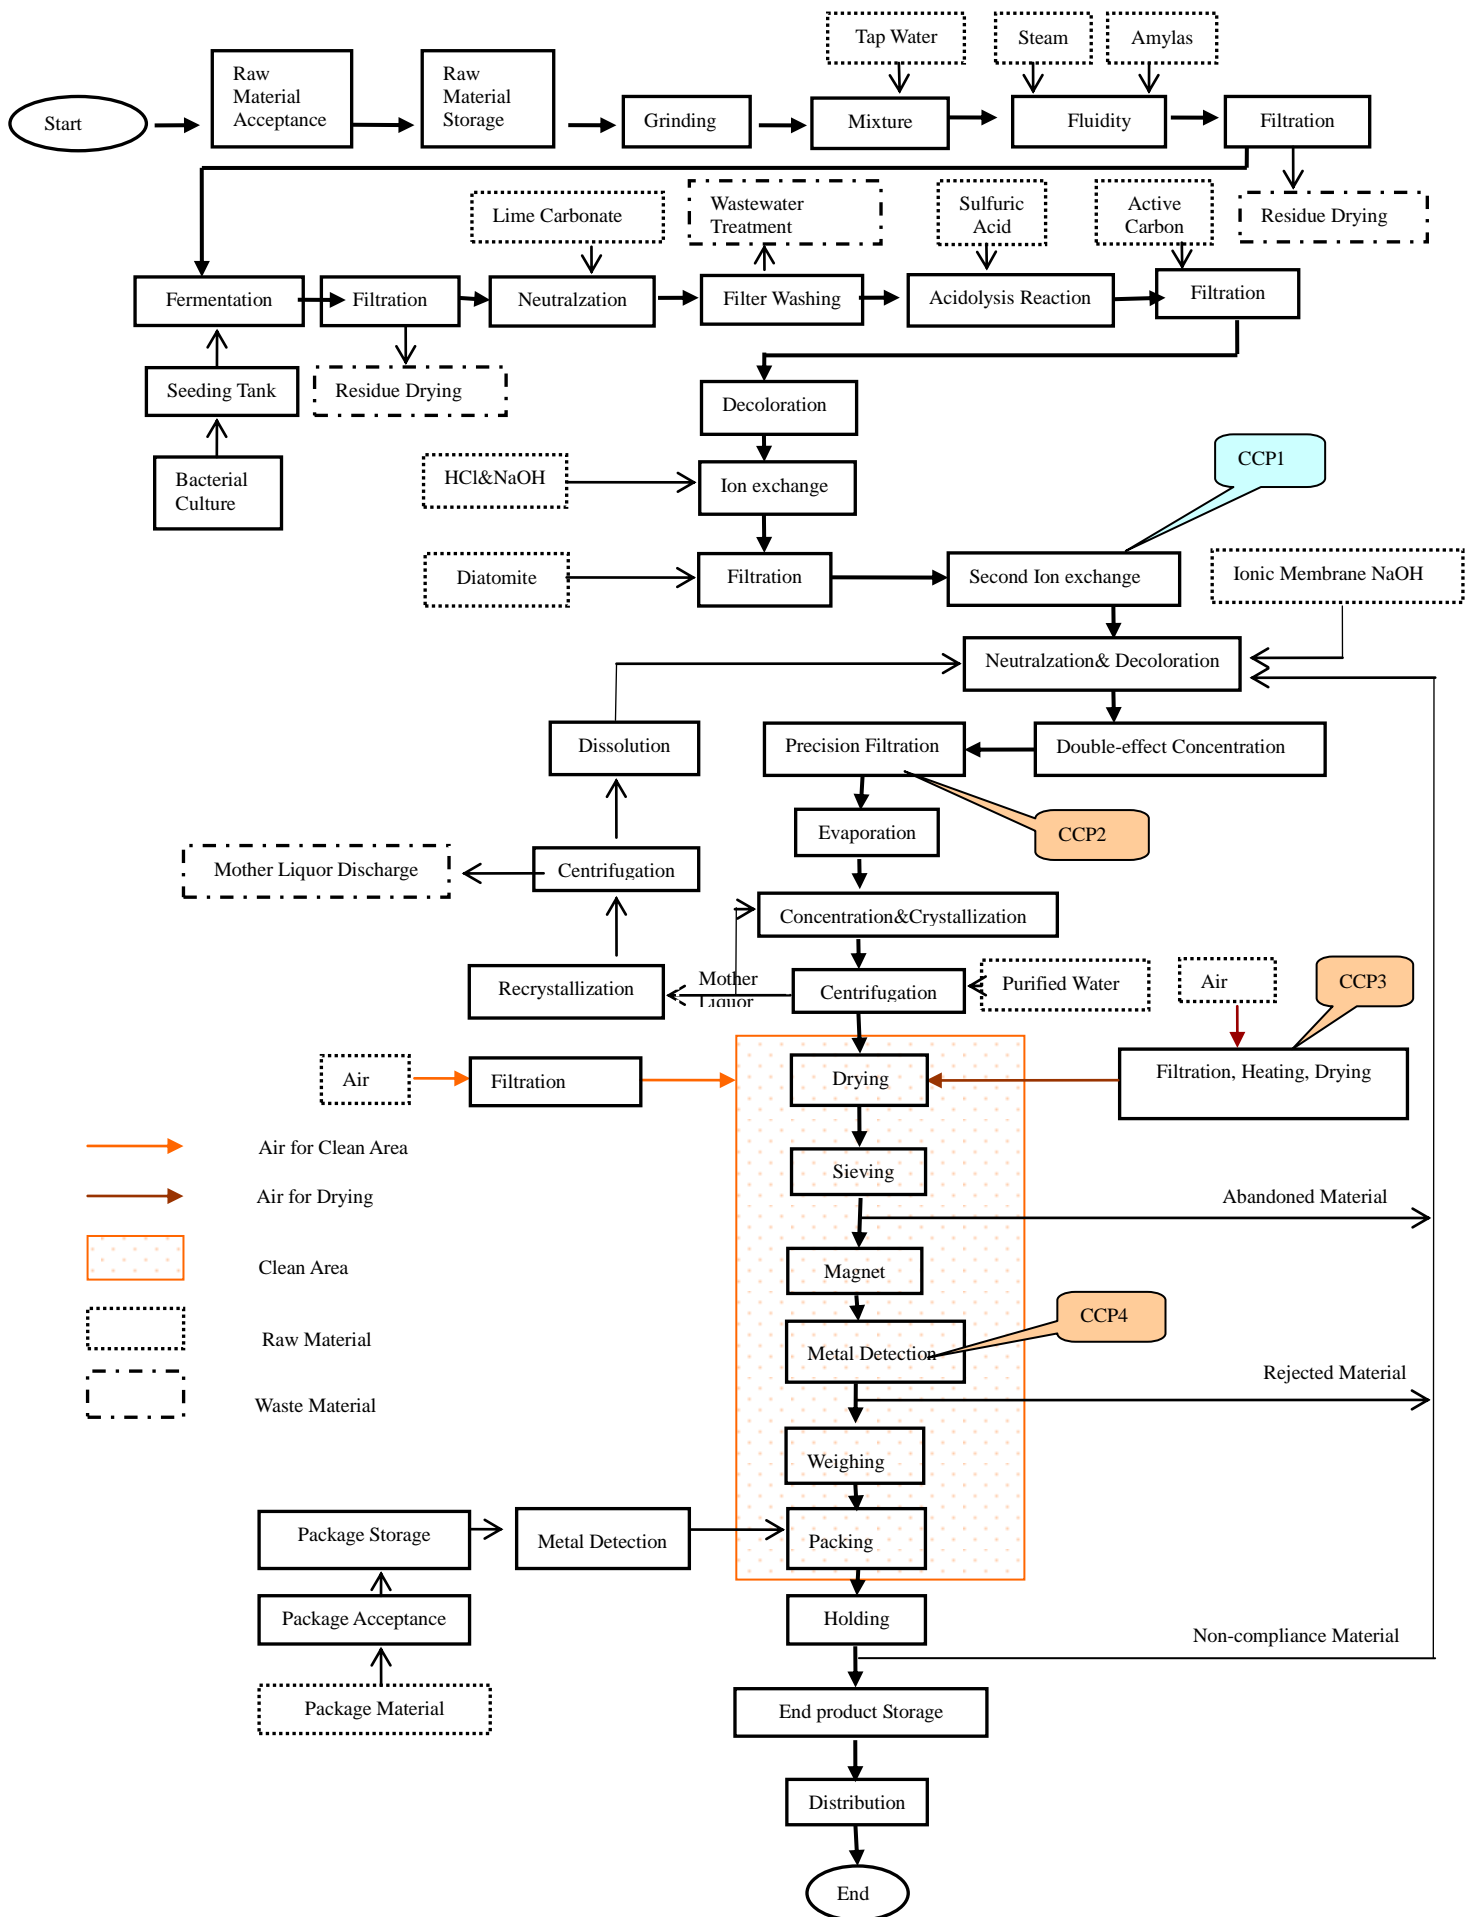 Tap Water
Steam
Amylas
Start
Raw
Material
Acceptance
Raw
Material
Storage
Grinding
Mixture
Fluidity
Filtration
Lime Carbonate
Wastewater
Treatment
Sulfuric
Acid
Active
Carbon
Residue Drying
Fermentation
Filtration
Neutralzation
Filter Washing
Acidolysis Reaction
Filtration
Seeding Tank
Residue Drying
Decoloration
Bacterial
Culture
HCl&NaOH
Ion exchange
CCP1
Diatomite
Filtration
Second Ion exchange
Ionic Membrane NaOH
Neutralzation& Decoloration
Dissolution
Precision Filtration
Double-effect Concentration
Evaporation
CCP2
Mother Liquor Discharge
Centrifugation
Concentration&Crystallization
Recrystallization
Mother
Liquor
Centrifugation
Purified Water
Air
CCP3
Air
Filtration
Drying
Filtration, Heating, Drying
Air for Clean Area
Sieving
Air for Drying
Abandoned Material
Clean Area
Magnet
Raw Material
CCP4
Metal Detection
Rejected Material
Waste Material
Weighing
Package Storage
Metal Detection
Packing
Package Acceptance
Holding
Non-compliance Material
Package Material
End product Storage
Distribution
End